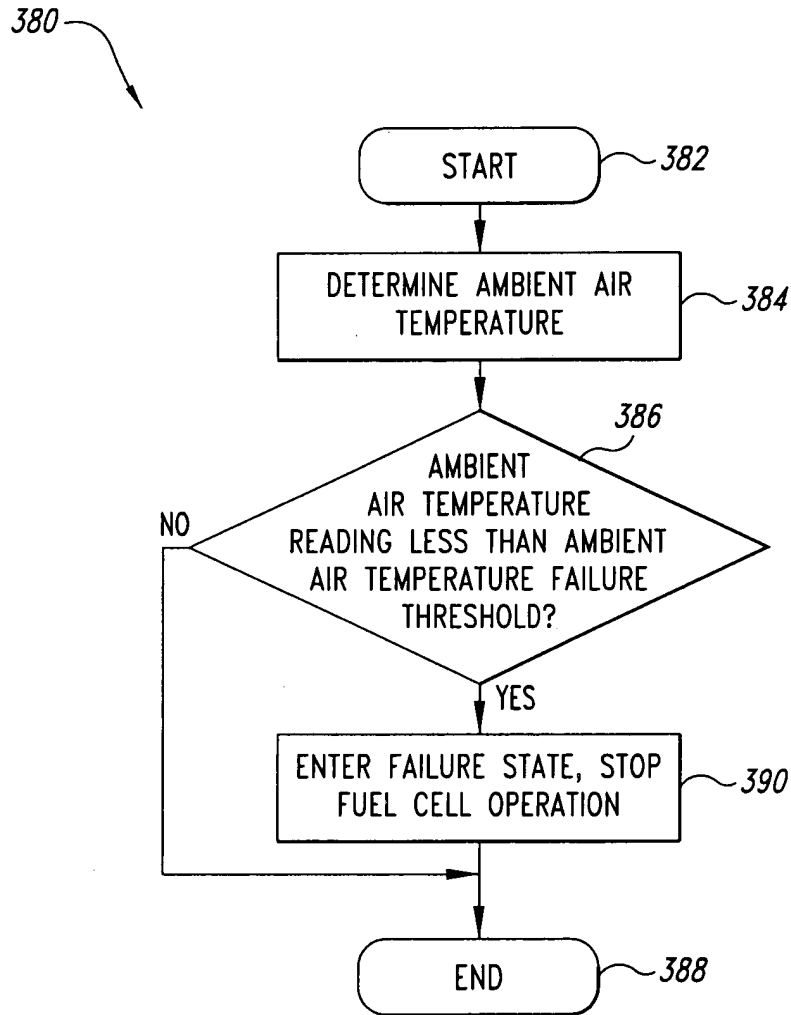 380
START
382
DETERMINE AMBIENT AIR
TEMPERATURE
384
386
AMBIENT
AIR TEMPERATURE
READING LESS THAN AMBIENT
AIR TEMPERATURE FAILURE
THRESHOLD?
NO
YES
ENTER FAILURE STATE, STOP
FUEL CELL OPERATION
390
END
388